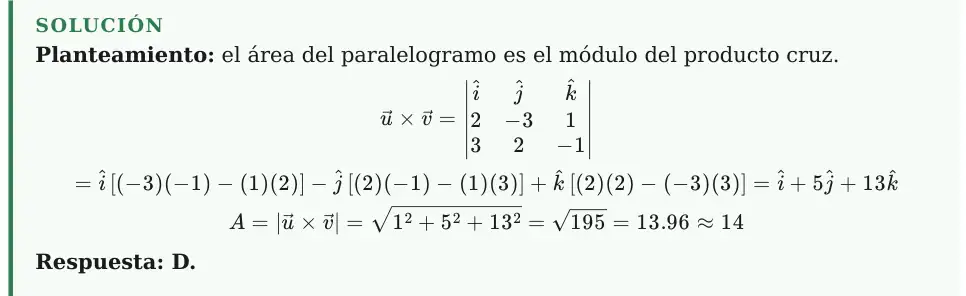 SOLUCIÓN
Planteamiento: el área del paralelogramo es el módulo del producto cruz.
î ĵ k̂
u⃗ × v⃗ = 2 −3 1
3 2 −1
= î [(−3)(−1) − (1)(2)] − ĵ [(2)(−1) − (1)(3)] + k̂ [(2)(2) − (−3)(3)] = î + 5ĵ + 13k̂
A = |u⃗ × v⃗| = √(1² + 5² + 13²) = √195 = 13.96 ≈ 14
Respuesta: D.